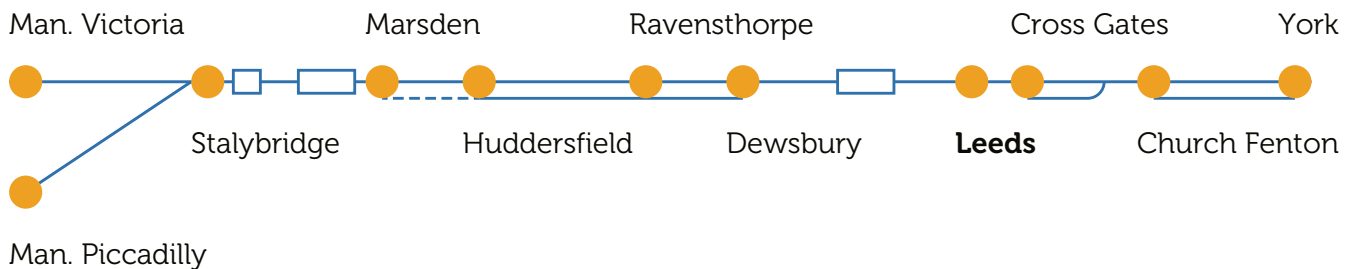 Man. Victoria
Marsden
Ravensthorpe
Cross Gates
York
Stalybridge
Huddersfield
Dewsbury
Leeds
Church Fenton
Man. Piccadilly